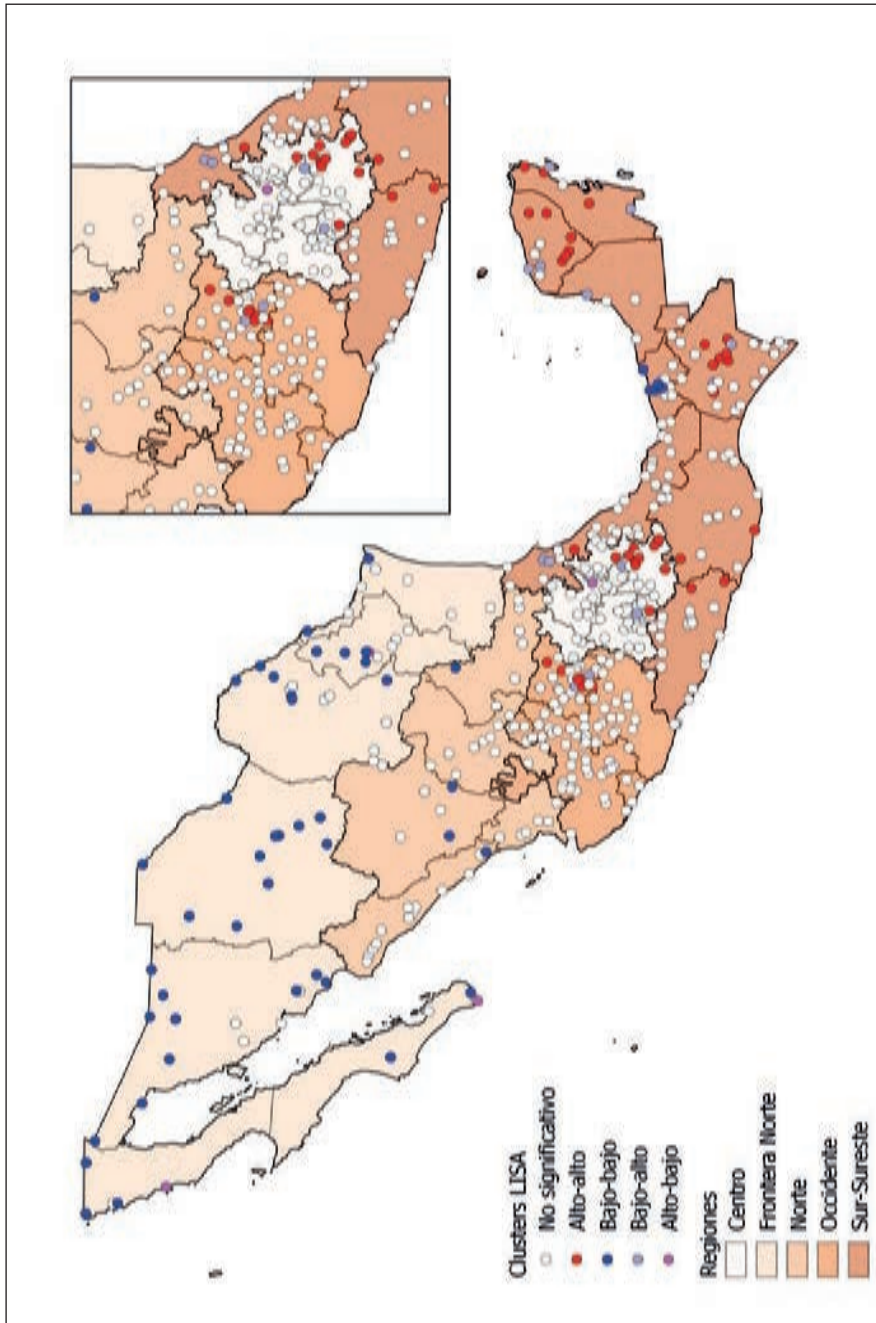 Clusters LISA
No significativo
Alto-alto
Bajo-bajo
Bajo-alto
Alto-bajo
Regiones
Centro
Frontera Norte
Norte
Occidente
Sur-Sureste